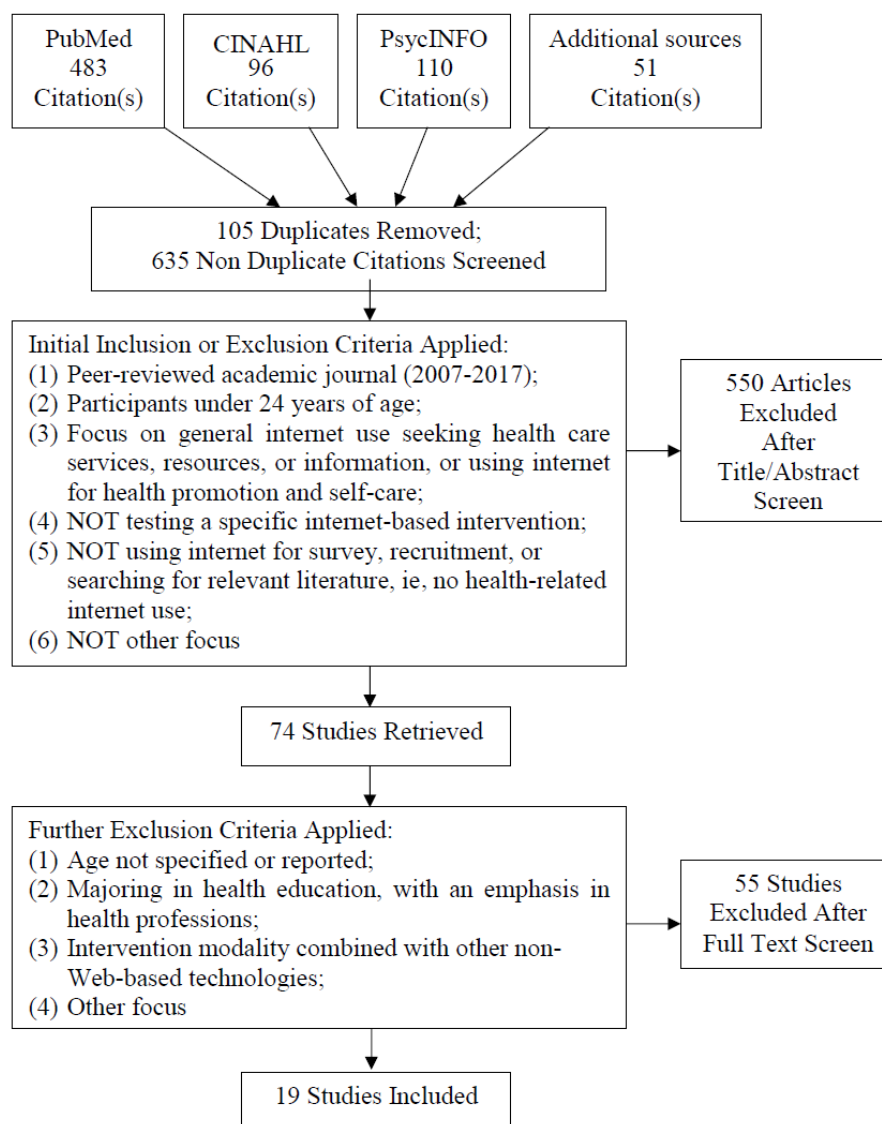 PubMed
483
Citation(s)
CINAHL
96
Citation(s)
PsycINFO
110
Citation(s)
Additional sources
51
Citation(s)
105 Duplicates Removed;
635 Non Duplicate Citations Screened
Initial Inclusion or Exclusion Criteria Applied:
(1) Peer-reviewed academic journal (2007-2017);
(2) Participants under 24 years of age;
(3) Focus on general internet use seeking health care
services, resources, or information, or using internet
for health promotion and self-care;
(4) NOT testing a specific internet-based intervention;
(5) NOT using internet for survey, recruitment, or
searching for relevant literature, ie, no health-related
internet use;
(6) NOT other focus
550 Articles
Excluded
After
Title/Abstract
Screen
74 Studies Retrieved
Further Exclusion Criteria Applied:
(1) Age not specified or reported;
(2) Majoring in health education, with an emphasis in
health professions;
(3) Intervention modality combined with other non-
Web-based technologies;
(4) Other focus
55 Studies
Excluded After
Full Text Screen
19 Studies Included